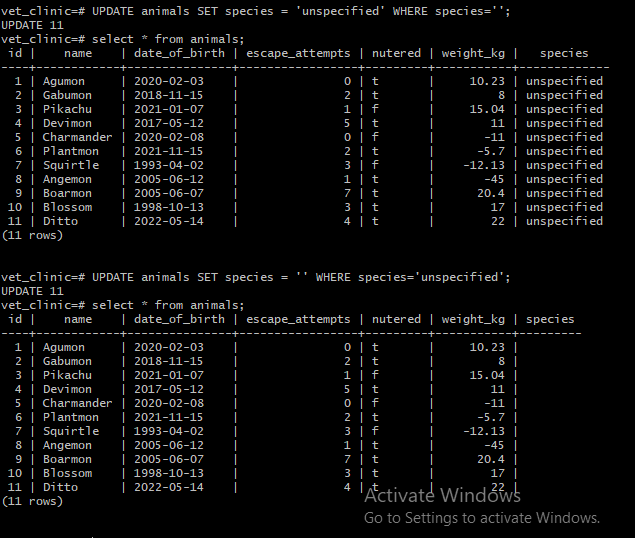 vet_clinic=# UPDATE animals SET species = 'unspecified' WHERE species='';
UPDATE 11
vet_clinic=# select * from animals;
 id |    name    | date_of_birth | escape_attempts | nutered | weight_kg |   species
----+------------+---------------+-----------------+---------+-----------+-------------
  1 | Agumon     | 2020-02-03    |               0 | t       |     10.23 | unspecified
  2 | Gabumon    | 2018-11-15    |               2 | t       |         8 | unspecified
  3 | Pikachu    | 2021-01-07    |               1 | f       |     15.04 | unspecified
  4 | Devimon    | 2017-05-12    |               5 | t       |        11 | unspecified
  5 | Charmander | 2020-02-08    |               0 | f       |       -11 | unspecified
  6 | Plantmon   | 2021-11-15    |               2 | t       |      -5.7 | unspecified
  7 | Squirtle   | 1993-04-02    |               3 | f       |    -12.13 | unspecified
  8 | Angemon    | 2005-06-12    |               1 | t       |       -45 | unspecified
  9 | Boarmon    | 2005-06-07    |               7 | t       |      20.4 | unspecified
 10 | Blossom    | 1998-10-13    |               3 | t       |        17 | unspecified
 11 | Ditto      | 2022-05-14    |               4 | t       |        22 | unspecified
(11 rows)
vet_clinic=# UPDATE animals SET species = '' WHERE species='unspecified';
UPDATE 11
vet_clinic=# select * from animals;
 id |    name    | date_of_birth | escape_attempts | nutered | weight_kg | species
----+------------+---------------+-----------------+---------+-----------+---------
  1 | Agumon     | 2020-02-03    |               0 | t       |     10.23 |
  2 | Gabumon    | 2018-11-15    |               2 | t       |         8 |
  3 | Pikachu    | 2021-01-07    |               1 | f       |     15.04 |
  4 | Devimon    | 2017-05-12    |               5 | t       |        11 |
  5 | Charmander | 2020-02-08    |               0 | f       |       -11 |
  6 | Plantmon   | 2021-11-15    |               2 | t       |      -5.7 |
  7 | Squirtle   | 1993-04-02    |               3 | f       |    -12.13 |
  8 | Angemon    | 2005-06-12    |               1 | t       |       -45 |
  9 | Boarmon    | 2005-06-07    |               7 | t       |      20.4 |
 10 | Blossom    | 1998-10-13    |               3 | t       |        17 |
 11 | Ditto      | 2022-05-14    |               4 | t       |        22 |
(11 rows)
Activate Windows
Go to Settings to activate Windows.